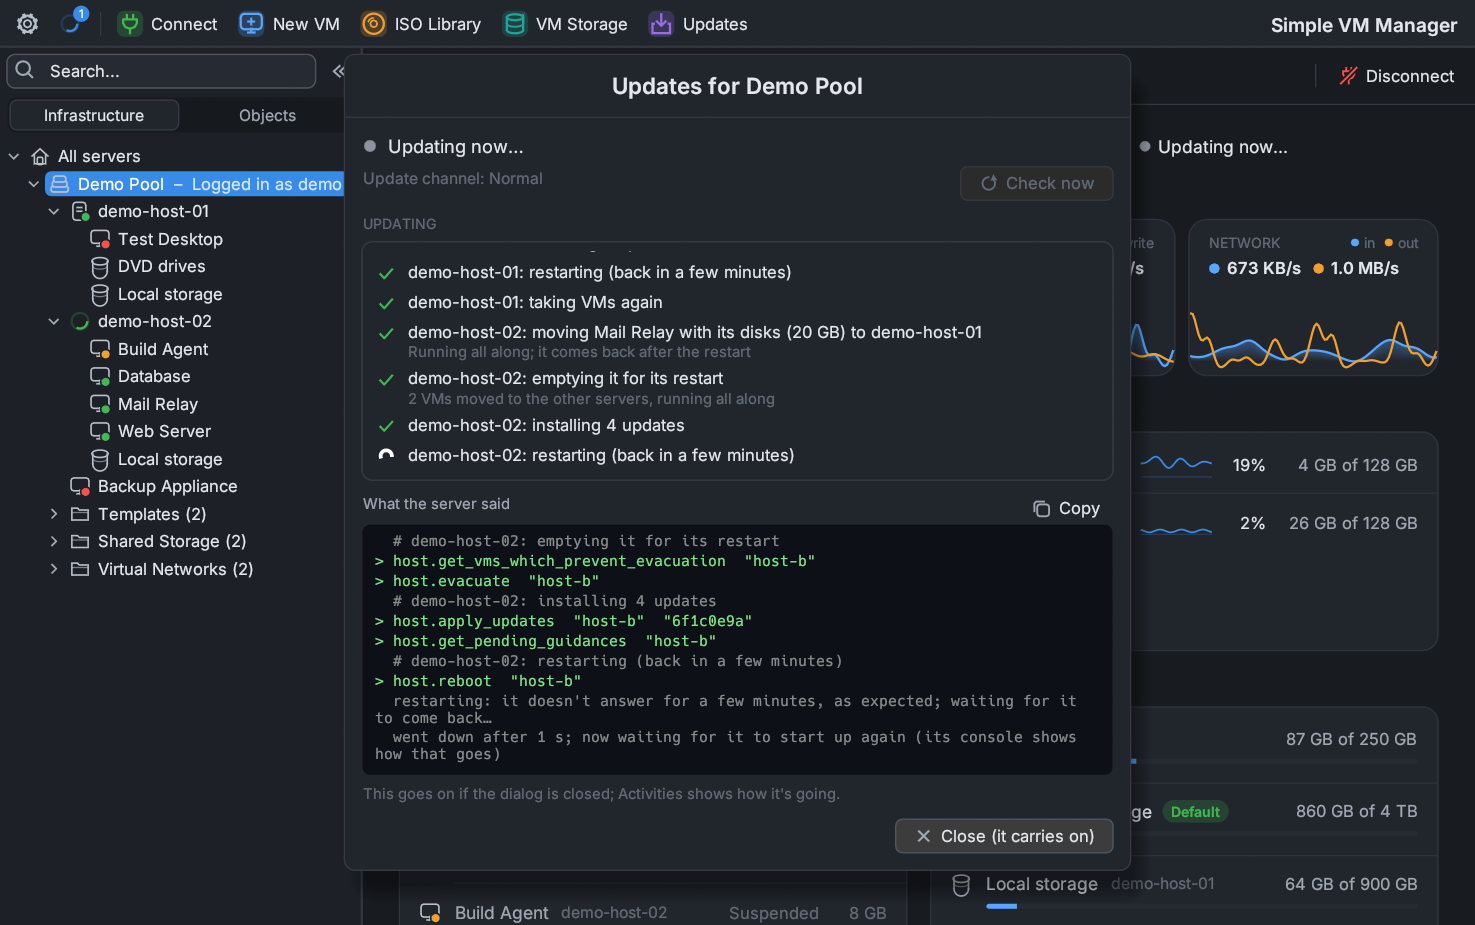 1
Connect
New VM
ISO Library
VM Storage
Updates
Simple VM Manager
Search...
Infrastructure
Objects
All servers
Demo Pool – Logged in as demo
demo-host-01
Test Desktop
DVD drives
Local storage
demo-host-02
Build Agent
Database
Mail Relay
Web Server
Local storage
Backup Appliance
Templates (2)
Shared Storage (2)
Virtual Networks (2)
Updates for Demo Pool
Updating now...
Update channel: Normal
Check now
UPDATING
demo-host-01: restarting (back in a few minutes)
demo-host-01: taking VMs again
demo-host-02: moving Mail Relay with its disks (20 GB) to demo-host-01
Running all along; it comes back after the restart
demo-host-02: emptying it for its restart
2 VMs moved to the other servers, running all along
demo-host-02: installing 4 updates
demo-host-02: restarting (back in a few minutes)
What the server said
Copy
# demo-host-02: emptying it for its restart
> host.get_vms_which_prevent_evacuation "host-b"
> host.evacuate "host-b"
# demo-host-02: installing 4 updates
> host.apply_updates "host-b" "6f1c0e9a"
> host.get_pending_guidances "host-b"
# demo-host-02: restarting (back in a few minutes)
> host.reboot "host-b"
restarting: it doesn't answer for a few minutes, as expected; waiting for it
to come back…
went down after 1 s; now waiting for it to start up again (its console shows
how that goes)
This goes on if the dialog is closed; Activities shows how it's going.
Close (it carries on)
Disconnect
Updating now...
/s
NETWORK
in
out
673 KB/s
1.0 MB/s
19%
4 GB of 128 GB
2%
26 GB of 128 GB
87 GB of 250 GB
ge
Default
860 GB of 4 TB
Local storage
demo-host-01
64 GB of 900 GB
Build Agent
demo-host-02
Suspended
8 GB